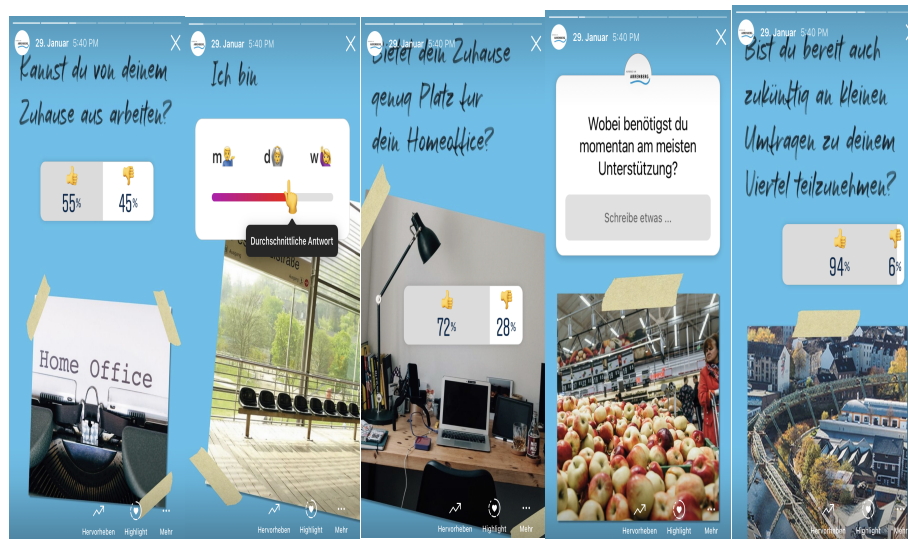 29. Januar 5:40 PM
Kannst du von deinem
Zuhause aus arbeiten?
55%
45%
Home Office
Hervorheben Highlight Mehr
29. Januar 5:40 PM
Ich bin
m d w
Durchschnittliche Antwort
Hervorheben Highlight Mehr
29. Januar 5:40 PM
Bietet dein Zuhause
genug Platz für
dein Homeoffice?
72%
28%
Hervorheben Highlight Mehr
29. Januar 5:40 PM
Wobei benötigst du
momentan am meisten
Unterstützung?
Schreibe etwas ...
Hervorheben Highlight Mehr
29. Januar 5:40 PM
Bist du bereit auch
zukünftig an kleinen
Umfragen zu deinem
Viertel teilzunehmen?
94%
6%
Hervorheben Highlight Mehr